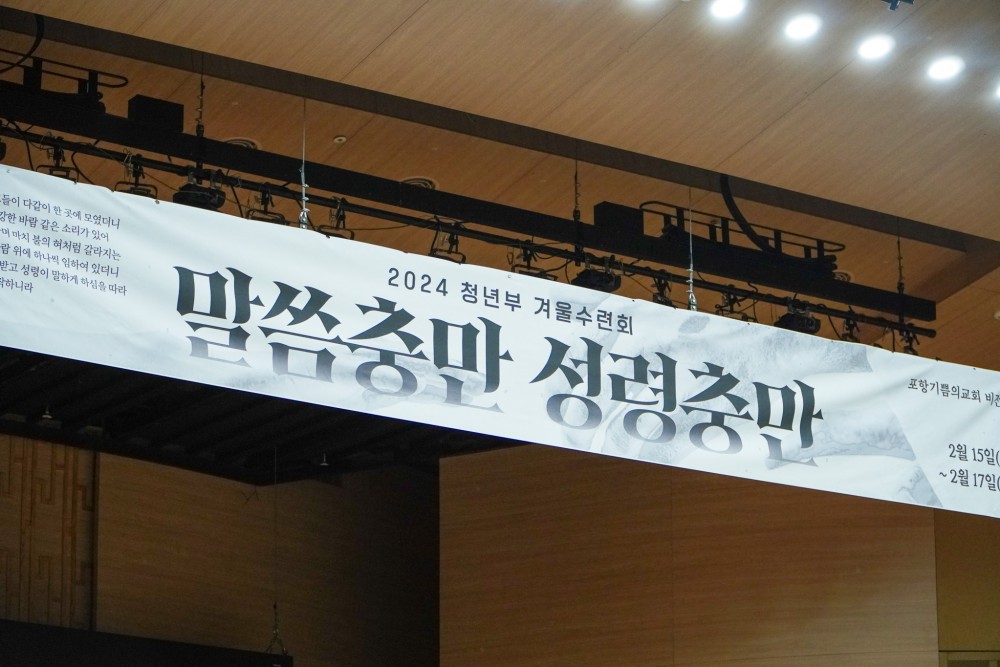 들이 다같이 한 곳에 모였더니
강한 바람 같은 소리가 있어
마치 불의 혀처럼 갈라지는
위에 하나씩 임하여 있더니
받고 성령이 말하게 하심을 따라
하니라
2024 청년부 겨울수련회
말씀충만 성령충만
포항기쁨의교회
2월 15일(
~ 2월 17일(